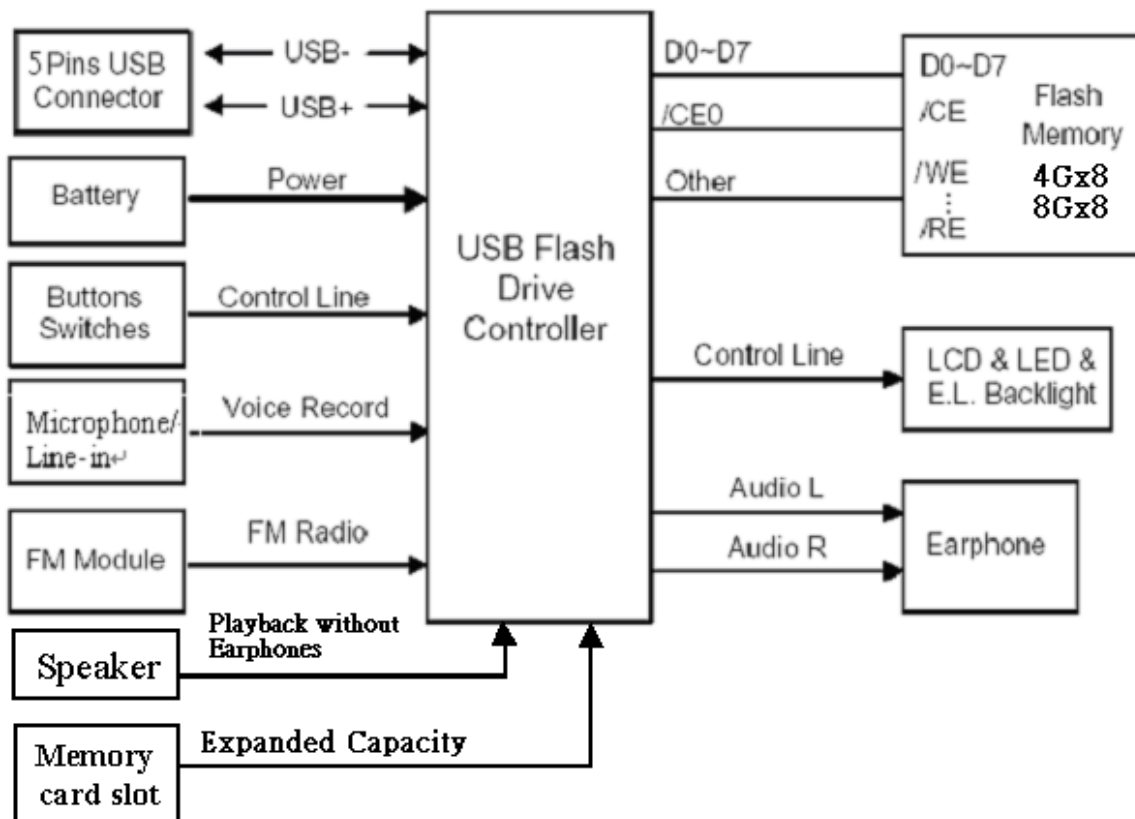 5Pins USB
Connector
USB-
USB+
Battery
Power
Buttons
Switches
Control Line
Microphone/
Line-in↵
Voice Record
FM Module
FM Radio
Speaker
Playback without
Earphones
Memory
card slot
Expanded Capacity
USB Flash
Drive
Controller
D0~D7
/CE0
Other
D0~D7
/CE
/WE
⋮
/RE
Flash
Memory
4Gx8
8Gx8
Control Line
LCD & LED &
E.L. Backlight
Audio L
Audio R
Earphone